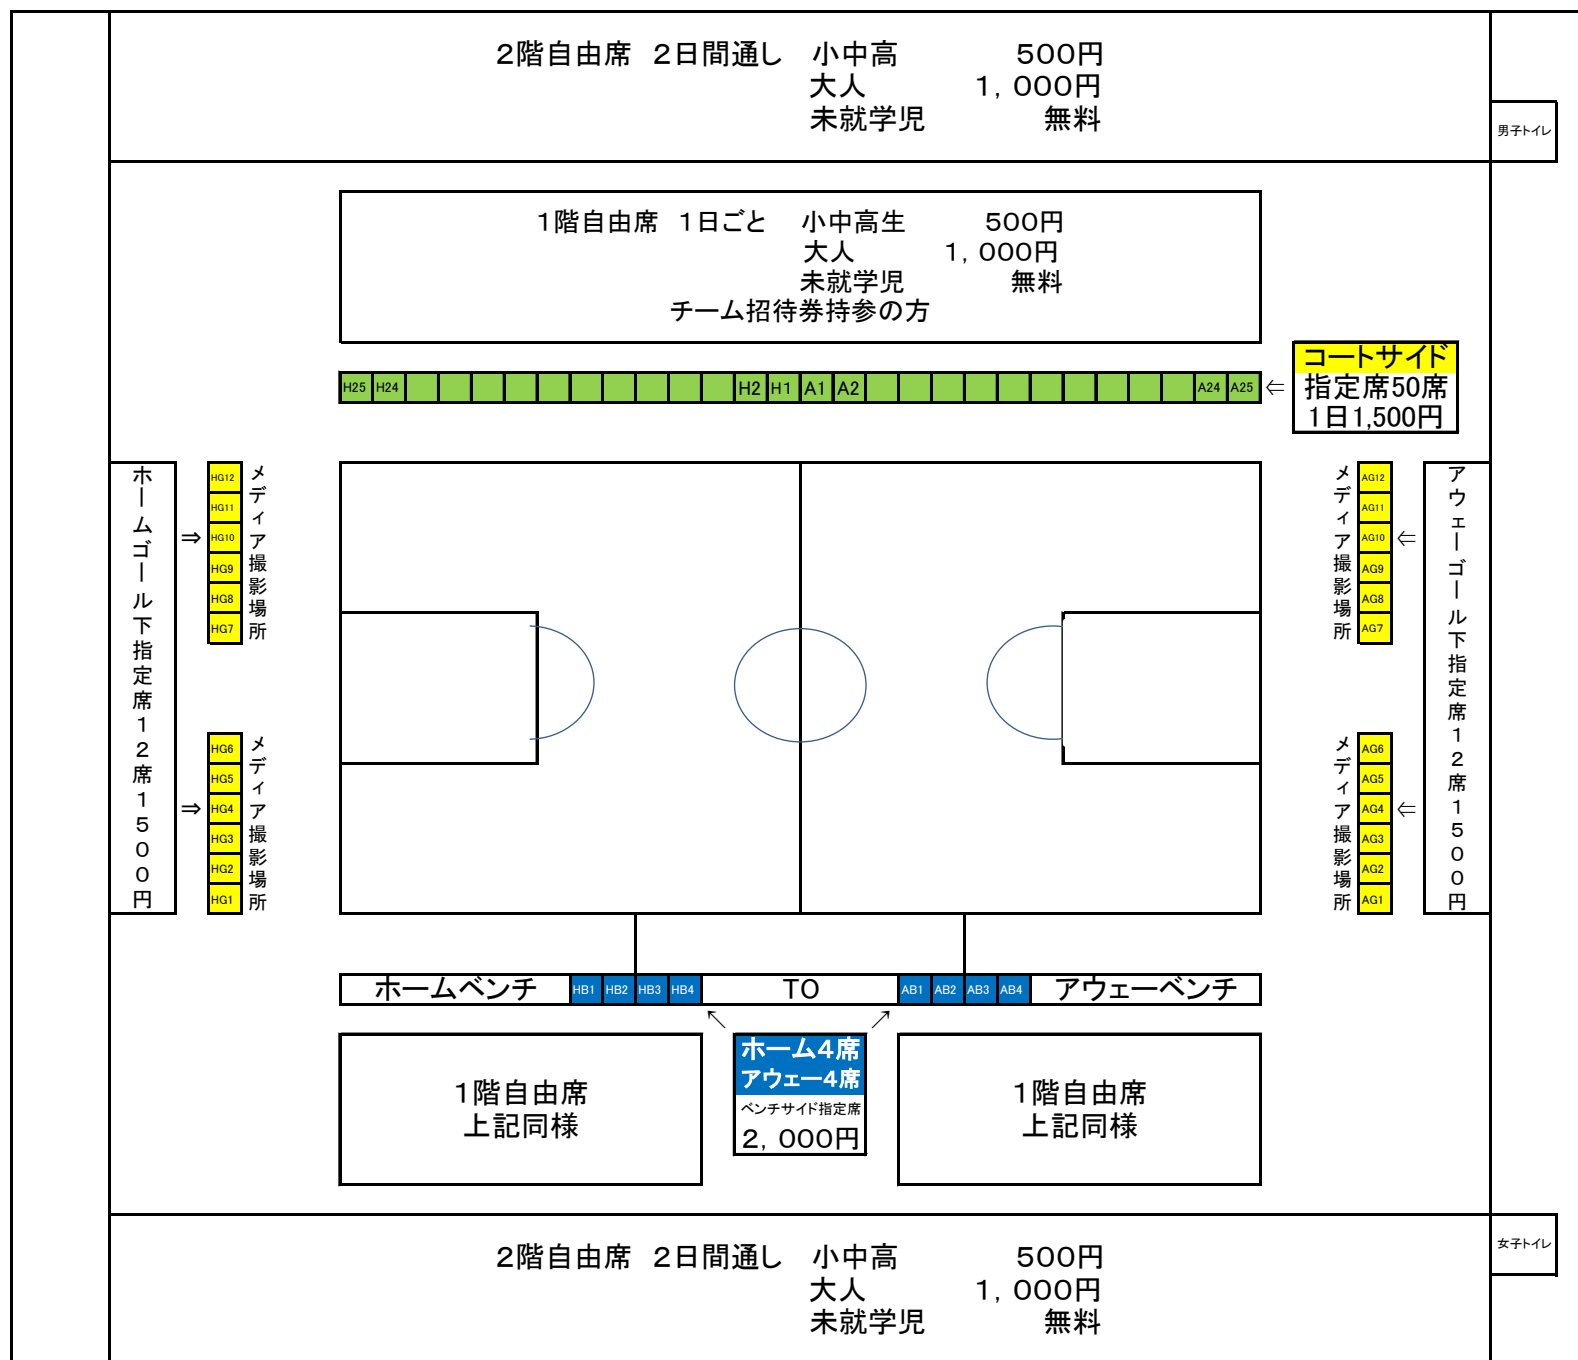 2階自由席 2日間通し 小中高 500円
大人 1,000円
未就学児 無料
男子トイレ
1階自由席 1日ごと 小中高生 500円
大人 1,000円
未就学児 無料
チーム招待券持参の方
H25 H24 H2 H1 A1 A2 A24 A25 ⇐
コートサイド
指定席50席
1日1,500円
ホームゴール下指定席12席1500円
⇒
HG12
HG11
HG10
HG9
HG8
HG7
メディア撮影場所
⇒
HG6
HG5
HG4
HG3
HG2
HG1
メディア撮影場所
メディア撮影場所
AG12
AG11
AG10
AG9
AG8
AG7
⇐
メディア撮影場所
AG6
AG5
AG4
AG3
AG2
AG1
⇐
アウェーゴール下指定席12席1500円
ホームベンチ HB1 HB2 HB3 HB4 TO AB1 AB2 AB3 AB4 アウェーベンチ
↖ ↗
ホーム4席
アウェー4席
ベンチサイド指定席
2,000円
1階自由席
上記同様
1階自由席
上記同様
2階自由席 2日間通し 小中高 500円
大人 1,000円
未就学児 無料
女子トイレ